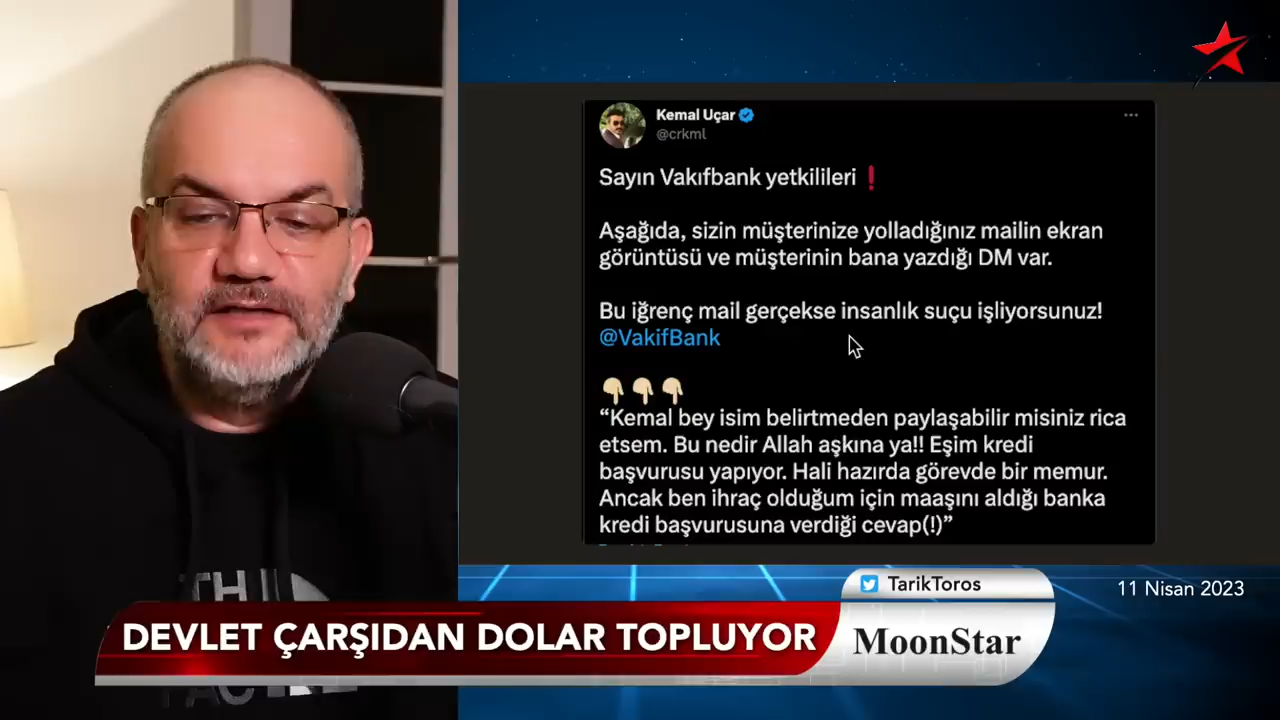 Kemal Uçar
@crkml
Sayın Vakıfbank yetkilileri❗
Aşağıda, sizin müşterinize yolladığınız mailin ekran
görüntüsü ve müşterinin bana yazdığı DM var.
Bu iğrenç mail gerçekse insanlık suçu işliyorsunuz!
@VakifBank
👇👇👇
“Kemal bey isim belirtmeden paylaşabilir misiniz rica
etsem. Bu nedir Allah aşkına ya!! Eşim kredi
başvurusu yapıyor. Hali hazırda görevde bir memur.
Ancak ben ihraç olduğum için maaşını aldığı banka
kredi başvurusuna verdiği cevap(!)”
TarikToros
11 Nisan 2023
DEVLET ÇARŞIDAN DOLAR TOPLUYOR
MoonStar